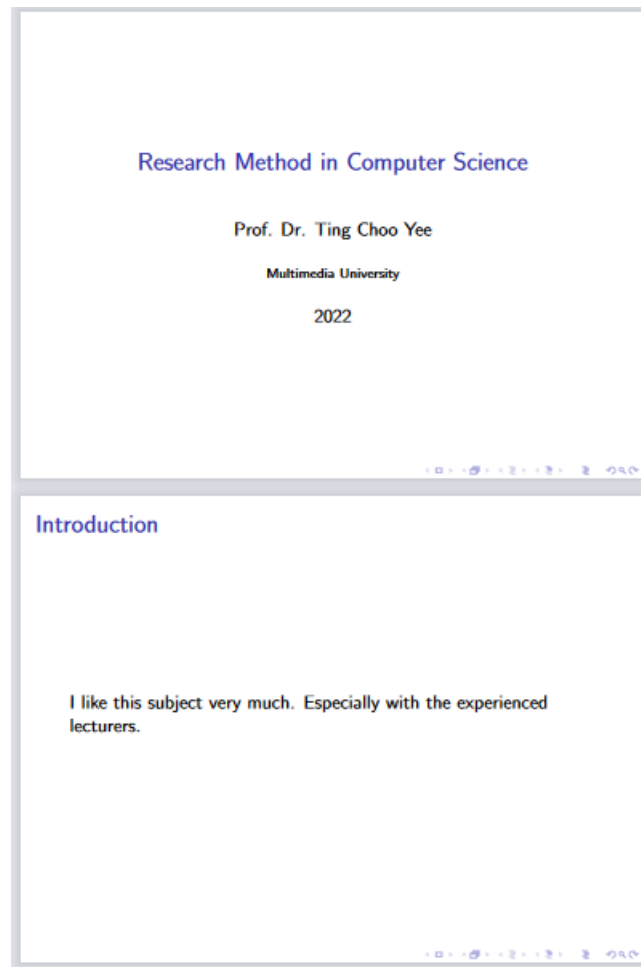 Research Method in Computer Science
Prof. Dr. Ting Choo Yee
Multimedia University
2022
Introduction
I like this subject very much. Especially with the experienced
lecturers.